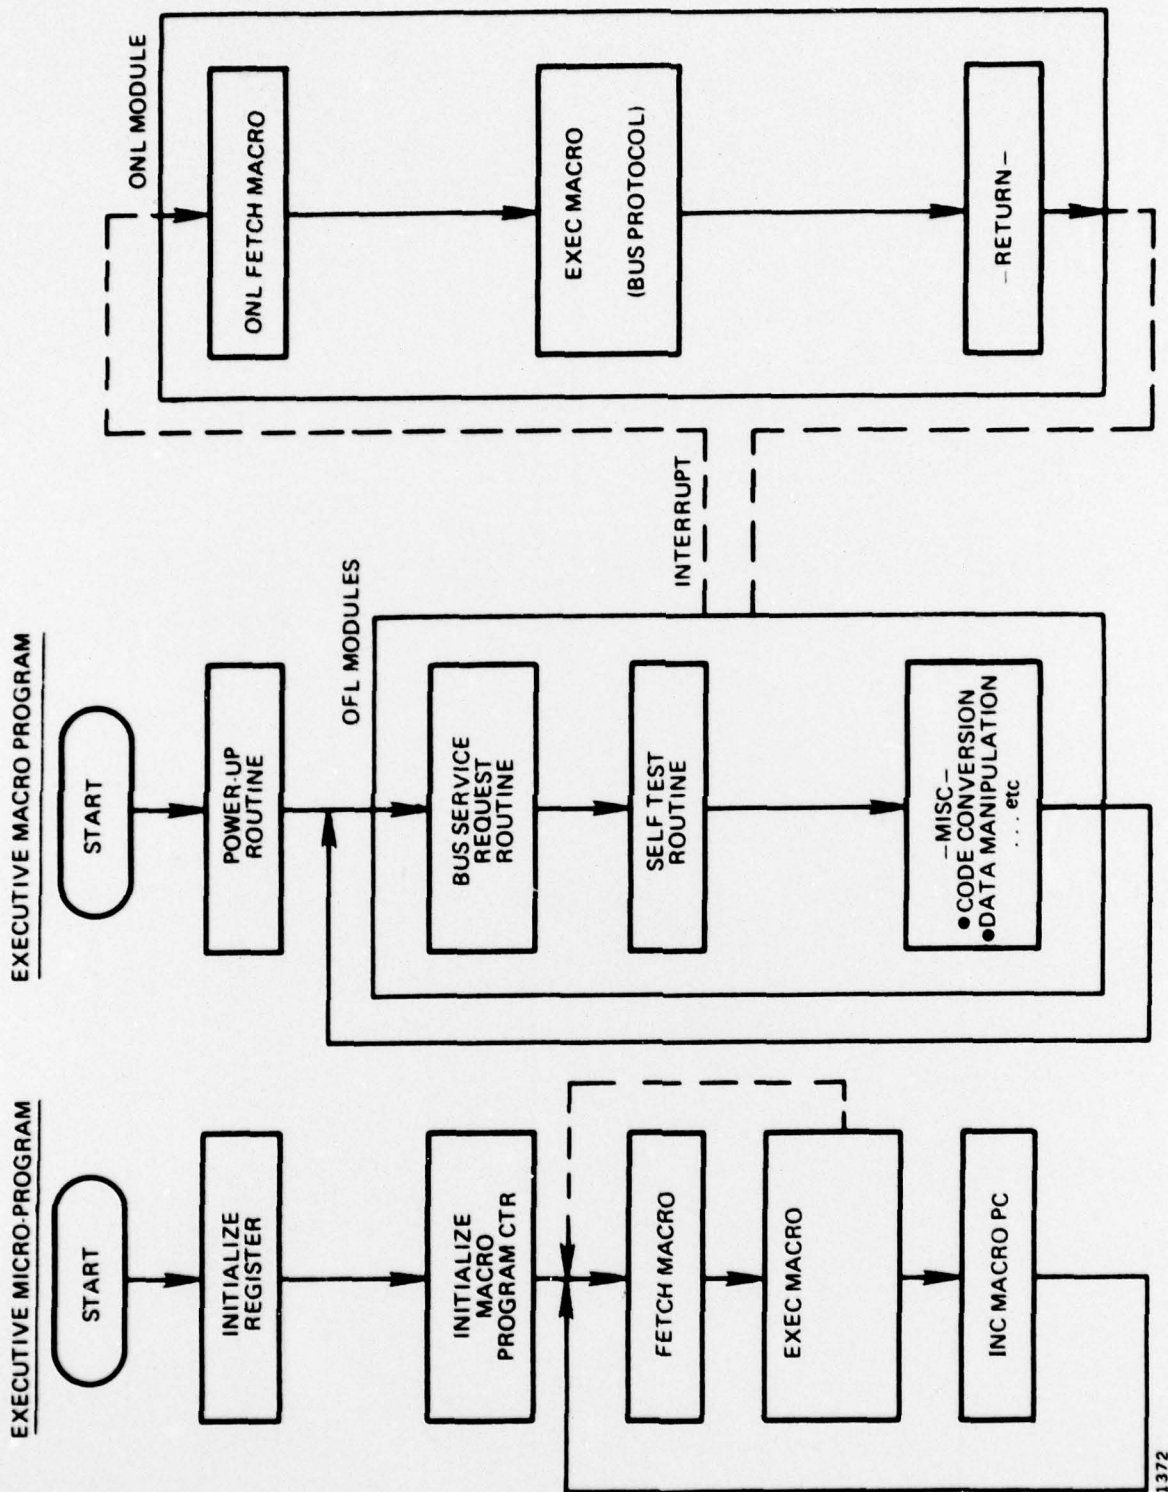 EXECUTIVE MICRO-PROGRAM
START
INITIALIZE
REGISTER
INITIALIZE
MACRO
PROGRAM CTR
FETCH MACRO
EXEC MACRO
INC MACRO PC
1372
EXECUTIVE MACRO PROGRAM
START
POWER-UP
ROUTINE
OFL MODULES
BUS SERVICE
REQUEST
ROUTINE
SELF TEST
ROUTINE
–MISC–
●CODE CONVERSION
●DATA MANIPULATION
...etc
INTERRUPT
ONL MODULE
ONL FETCH MACRO
EXEC MACRO
(BUS PROTOCOL)
–RETURN–